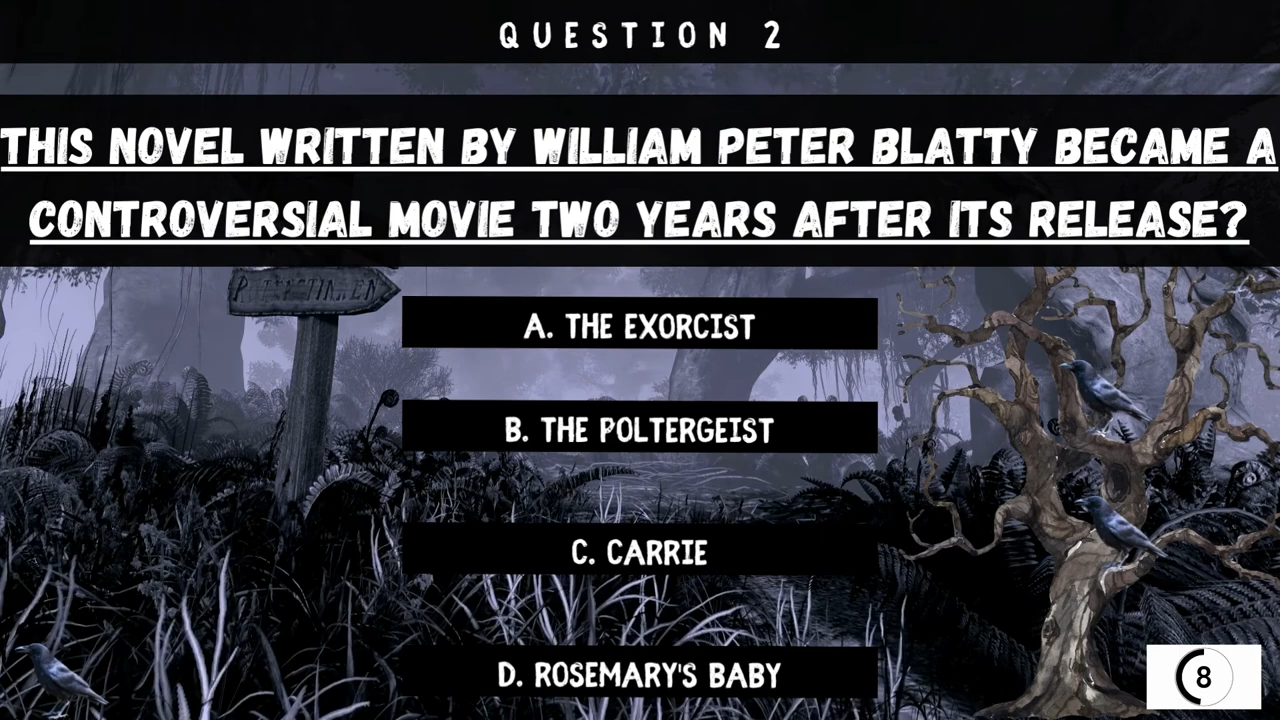 QUESTION 2
THIS NOVEL WRITTEN BY WILLIAM PETER BLATTY BECAME A
CONTROVERSIAL MOVIE TWO YEARS AFTER ITS RELEASE?
A. THE EXORCIST
B. THE POLTERGEIST
C. CARRIE
D. ROSEMARY'S BABY
8